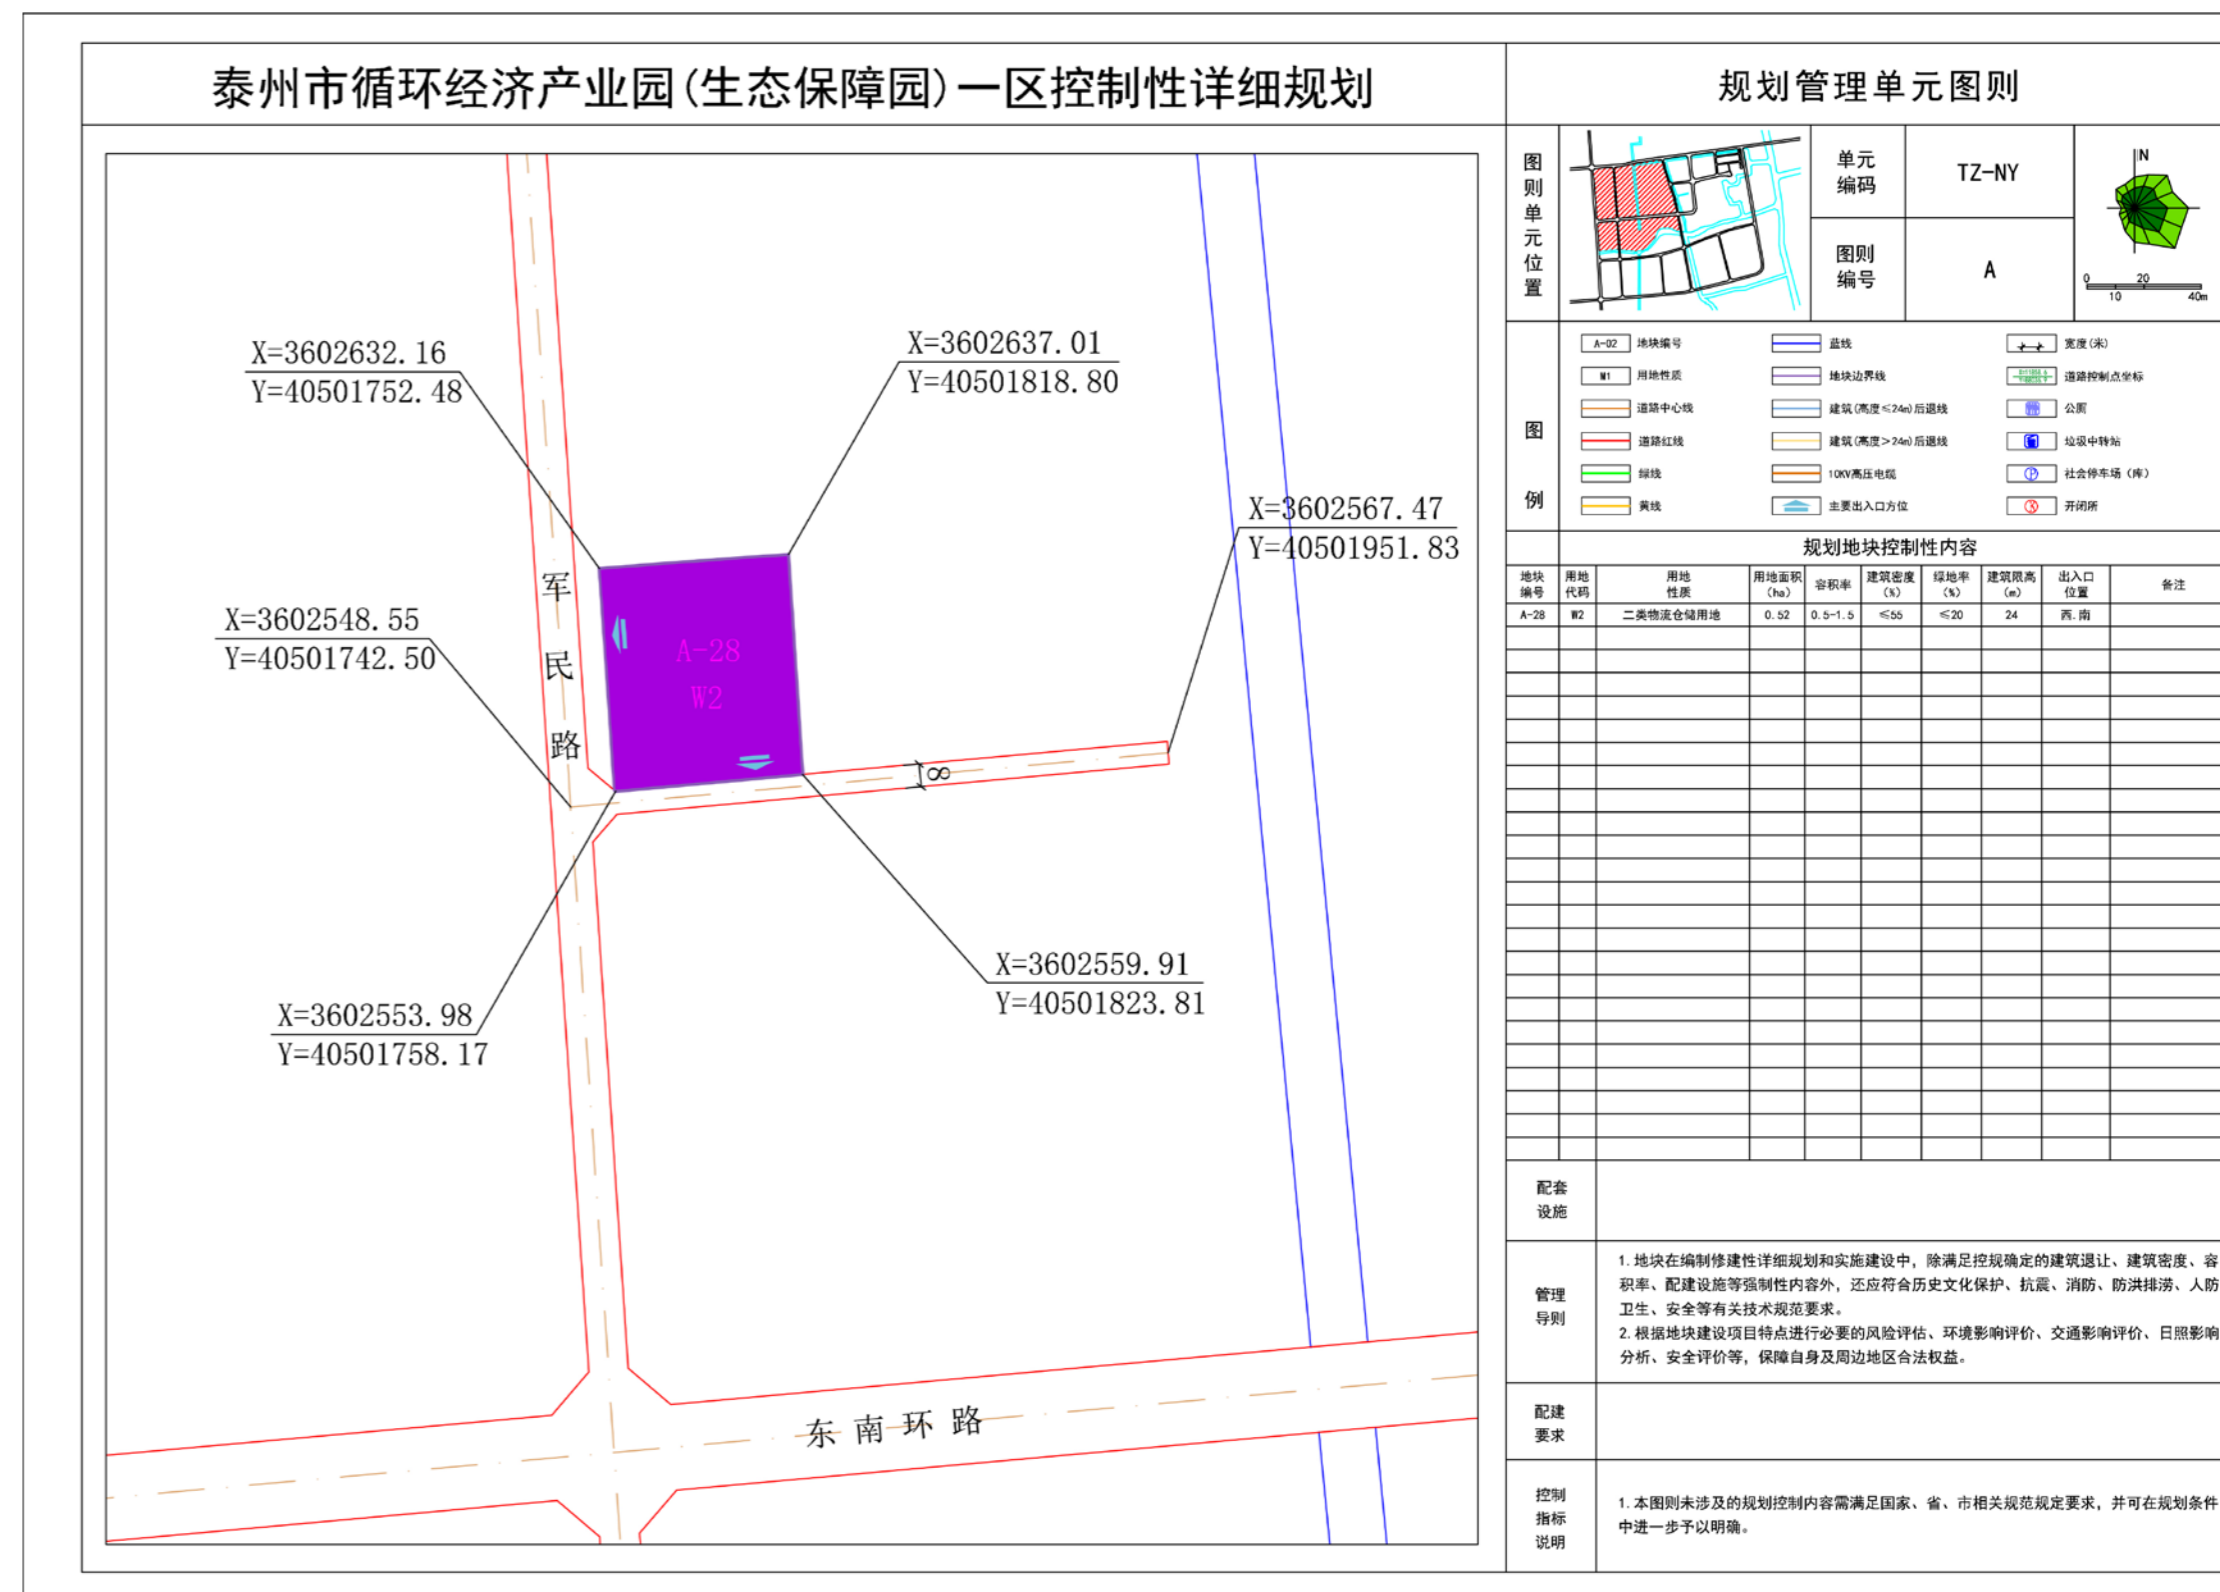 泰州市循环经济产业园(生态保障园)一区控制性详细规划
X=3602632.16
Y=40501752.48
X=3602637.01
Y=40501818.80
X=3602567.47
Y=40501951.83
X=3602548.55
Y=40501742.50
军民路
A-28
W2
8
X=3602559.91
Y=40501823.81
X=3602553.98
Y=40501758.17
东南环路
规划管理单元图则
图则单元位置
单元编码
TZ-NY
图则编号
A
N
0 20
10 40m
图例
A-02 地块编号
蓝线
宽度(米)
M1 用地性质
地块边界线
道路控制点坐标
道路中心线
建筑(高度≤24m)后退线
公厕
道路红线
建筑(高度>24m)后退线
垃圾中转站
绿线
10KV高压电缆
P 社会停车场(库)
黄线
主要出入口方位
开闭所
规划地块控制性内容
地块编号 用地代码 用地性质 用地面积(ha) 容积率 建筑密度(%) 绿地率(%) 建筑限高(m) 出入口位置 备注
A-28 W2 二类物流仓储用地 0.52 0.5-1.5 ≤55 ≤20 24 西.南
配套设施
管理导则
1.地块在编制修建性详细规划和实施建设中，除满足控规确定的建筑退让、建筑密度、容
积率、配建设施等强制性内容外，还应符合历史文化保护、抗震、消防、防洪排涝、人防
卫生、安全等有关技术规范要求。
2.根据地块建设项目特点进行必要的风险评估、环境影响评价、交通影响评价、日照影响
分析、安全评价等，保障自身及周边地区合法权益。
配建要求
控制指标说明
1.本图则未涉及的规划控制内容需满足国家、省、市相关规范规定要求，并可在规划条件
中进一步予以明确。